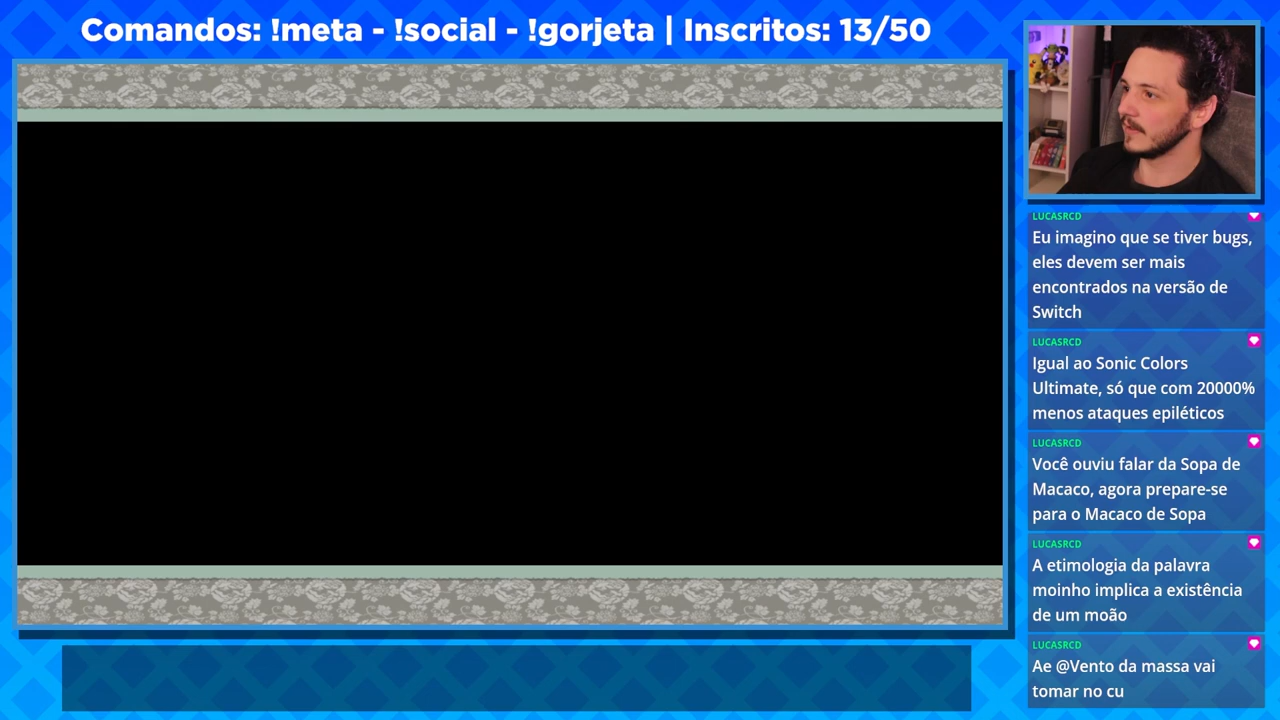 Comandos: !meta - !social - !gorjeta | Inscritos: 13/50
LUCASRCD
Eu imagino que se tiver bugs,
eles devem ser mais
encontrados na versão de
Switch
LUCASRCD
Igual ao Sonic Colors
Ultimate, só que com 20000%
menos ataques epiléticos
LUCASRCD
Você ouviu falar da Sopa de
Macaco, agora prepare-se
para o Macaco de Sopa
LUCASRCD
A etimologia da palavra
moinho implica a existência
de um moão
LUCASRCD
Ae @Vento da massa vai
tomar no cu